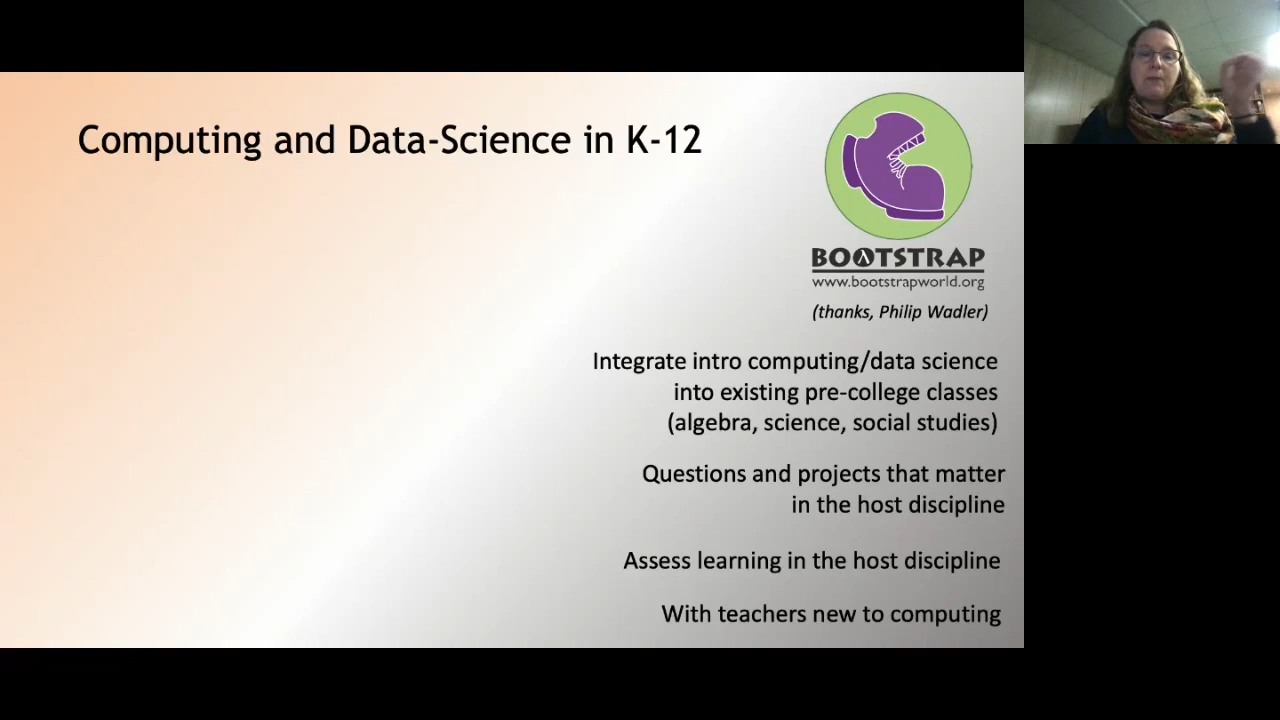 Computing and Data-Science in K-12
BOOTSTRAP
www.bootstrapworld.org
(thanks, Philip Wadler)
Integrate intro computing/data science
into existing pre-college classes
(algebra, science, social studies)
Questions and projects that matter
in the host discipline
Assess learning in the host discipline
With teachers new to computing